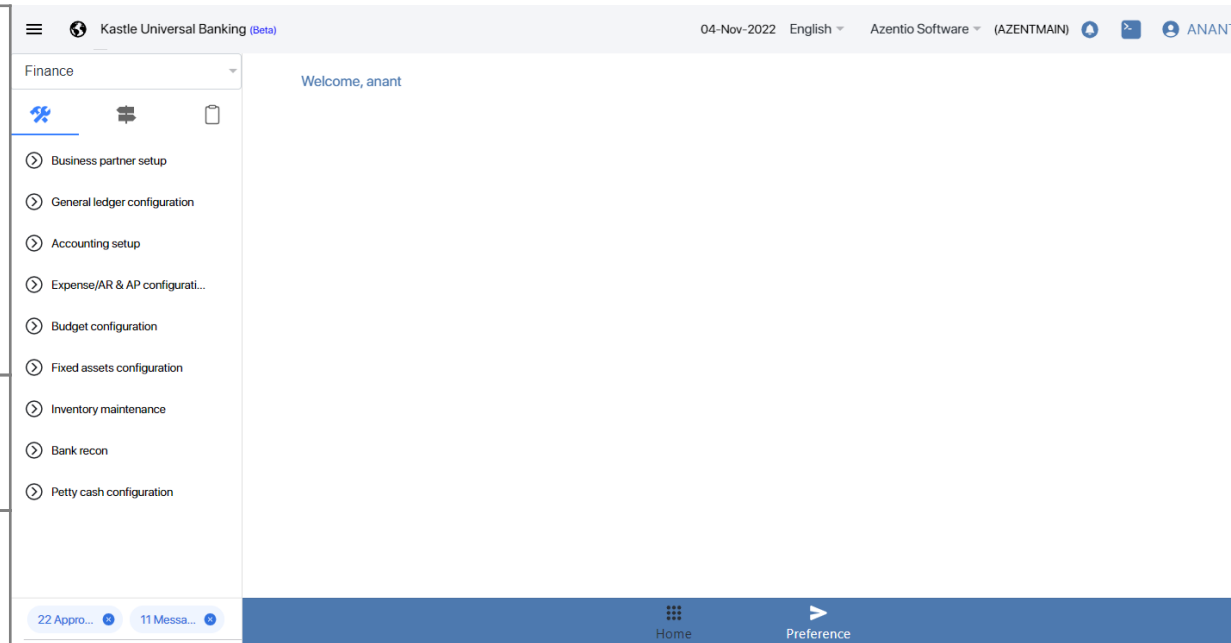 Kastle Universal Banking (Beta)
04-Nov-2022 English Azentio Software (AZENTMAIN) ANANT
Finance
Welcome, anant
Business partner setup
General ledger configuration
Accounting setup
Expense/AR & AP configurati...
Budget configuration
Fixed assets configuration
Inventory maintenance
Bank recon
Petty cash configuration
22 Appro... 11 Messa...
Home Preference